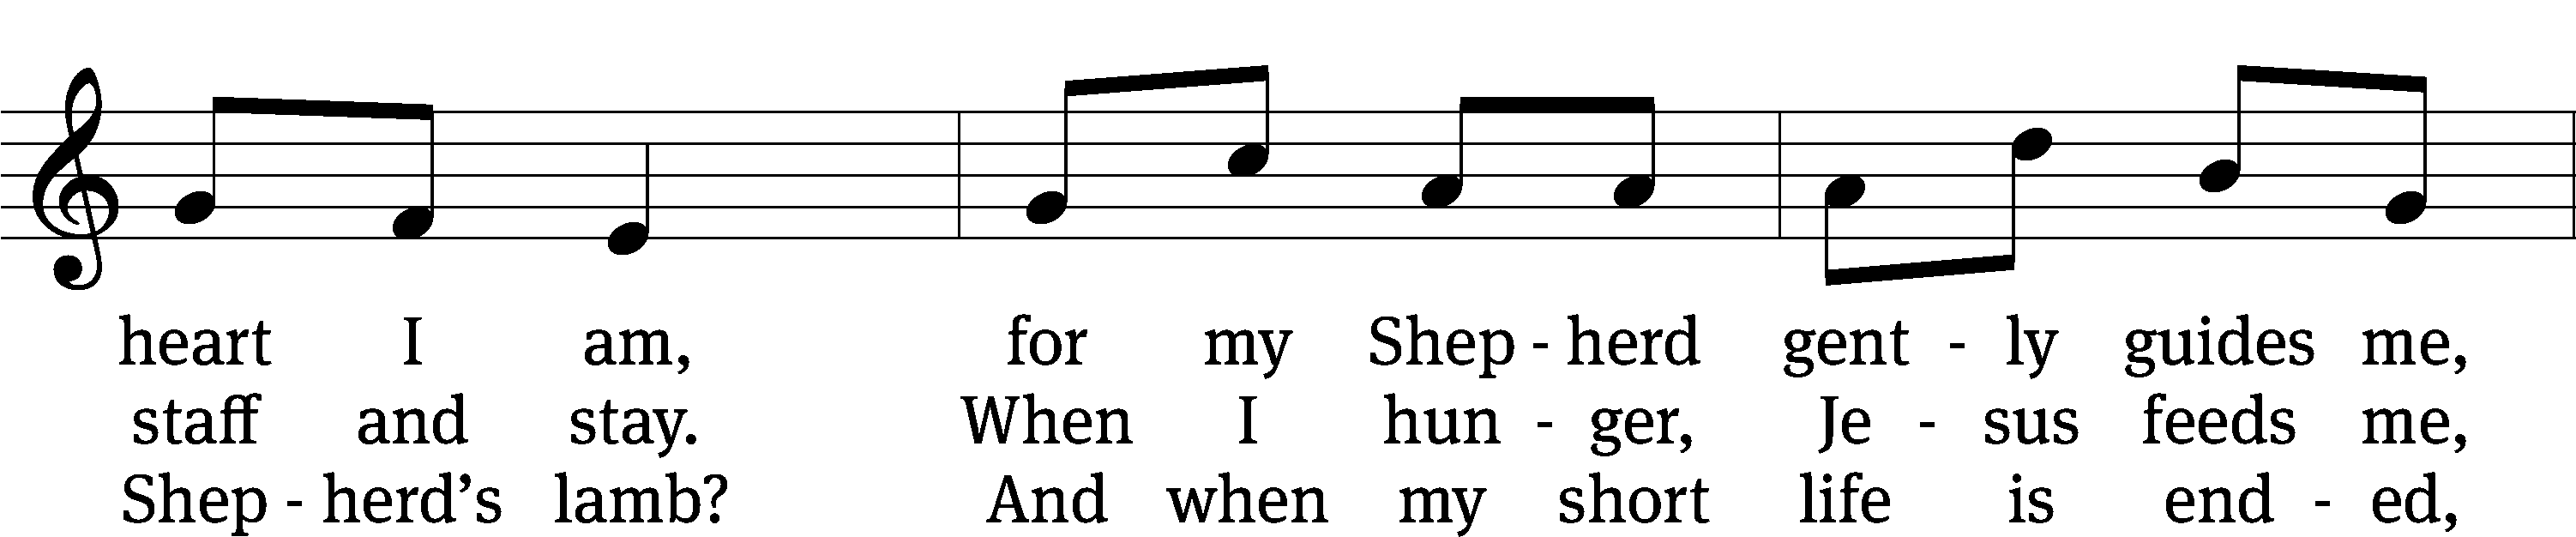 heart I am, for my Shep - herd gent - ly guides me,
staff and stay. When I hun - ger, Je - sus feeds me,
Shep - herd’s lamb? And when my short life is end - ed,